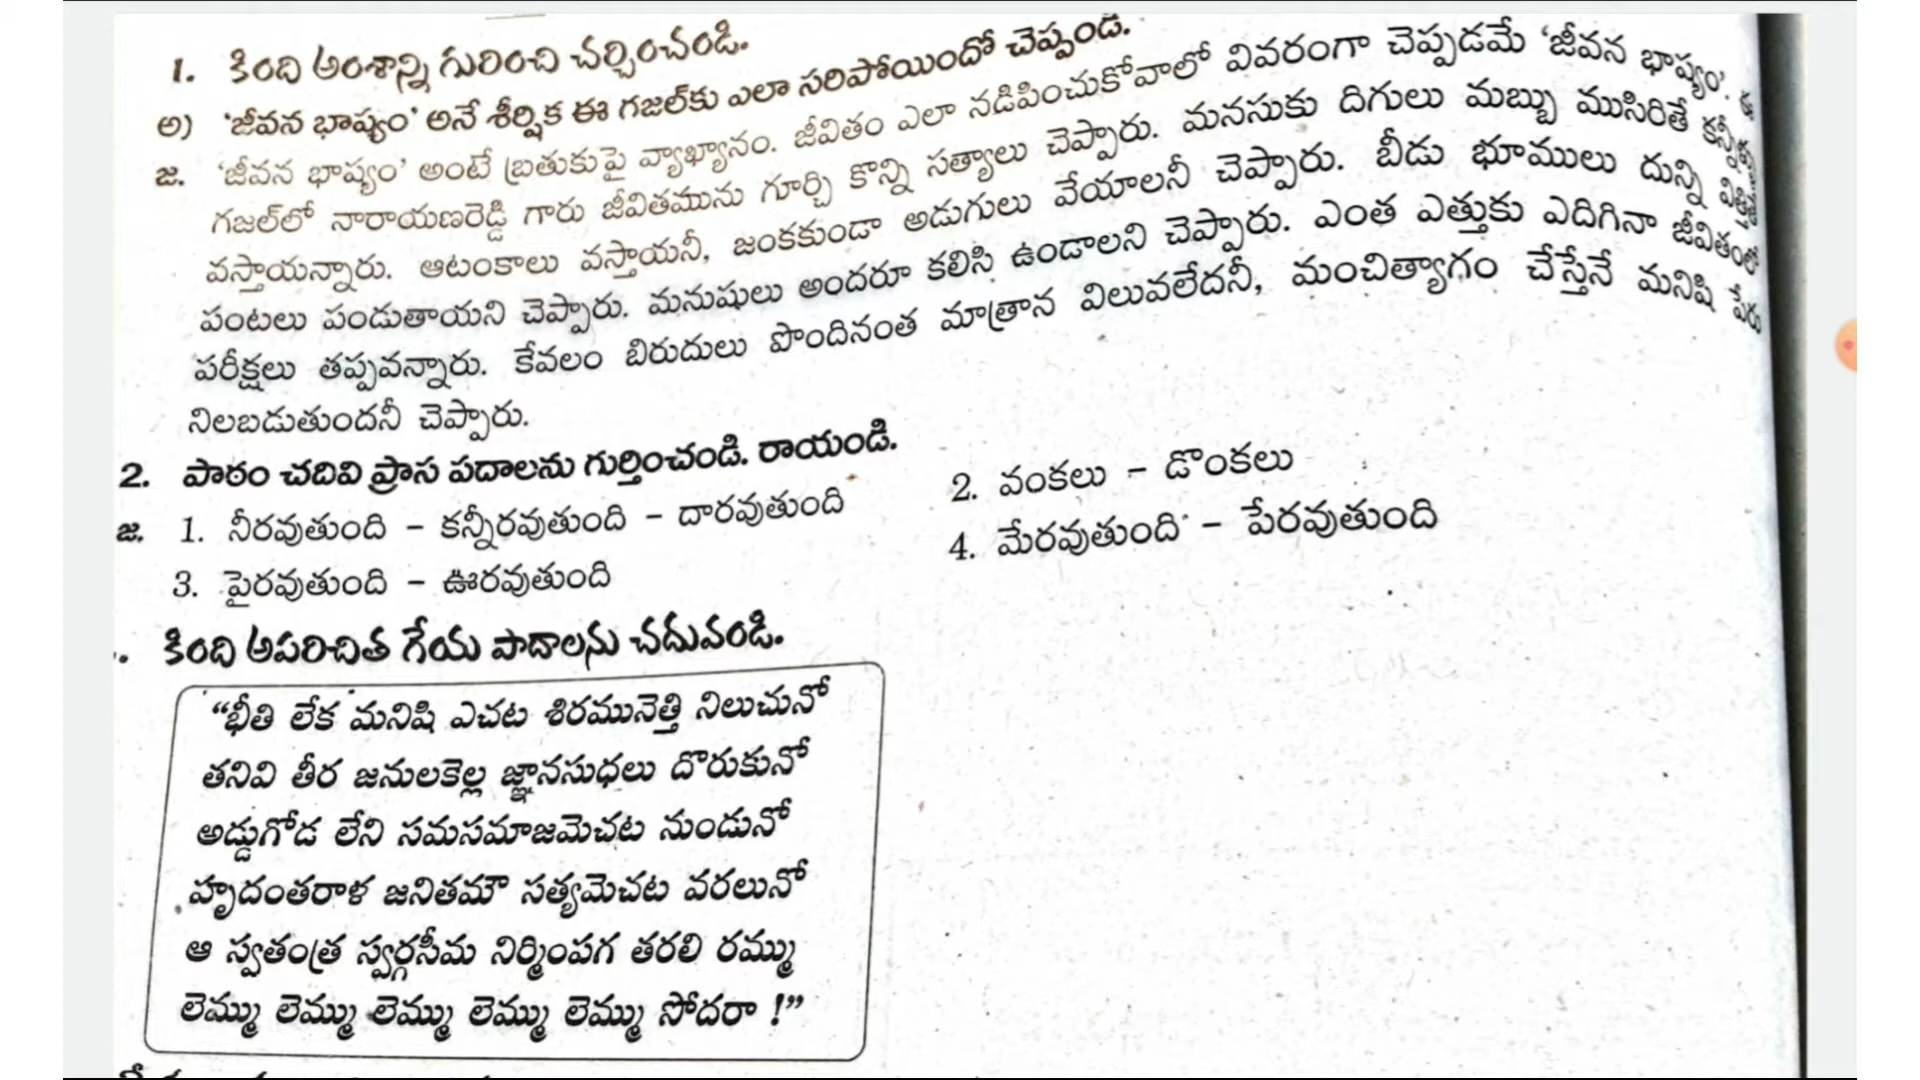 1. కింది అంశాన్ని గురించి చర్చించండి.
అ) 'జీవన భాష్యం' అనే శీర్షిక ఈ గజల్‌కు ఎలా సరిపోయిందో చెప్పండి.
జ. 'జీవన భాష్యం' అంటే బ్రతుకుపై వ్యాఖ్యానం. జీవితం ఎలా నడిపించుకోవాలో వివరంగా చెప్పడమే 'జీవన భాష్యం'. ఈ
గజల్‌లో నారాయణరెడ్డి గారు జీవితమును గూర్చి కొన్ని సత్యాలు చెప్పారు. మనసుకు దిగులు మబ్బు ముసిరితే
వస్తాయన్నారు. ఆటంకాలు వస్తాయనీ, జంకకుండా అడుగులు వేయాలనీ చెప్పారు. బీడు భూములు దున్ని విత్తితే
పంటలు పండుతాయని చెప్పారు. మనుషులు అందరూ కలిసి ఉండాలని చెప్పారు. ఎంత ఎత్తుకు ఎదిగినా జీవితంలో
పరీక్షలు తప్పవన్నారు. కేవలం బిరుదులు పొందినంత మాత్రాన విలువలేదనీ, మంచిత్యాగం చేస్తేనే మనిషి పేరు
నిలబడుతుందనీ చెప్పారు.
2. పాఠం చదివి ప్రాస పదాలను గుర్తించండి. రాయండి.
జ. 1. నీరవుతుంది – కన్నీరవుతుంది – దారవుతుంది 2. వంకలు – డొంకలు
3. పైరవుతుంది – ఊరవుతుంది 4. మేరవుతుంది – పేరవుతుంది
. కింది అపరిచిత గేయ పాదాలను చదువండి.
"భీతి లేక మనిషి ఎచట శిరమునెత్తి నిలుచునో
తనివి తీర జనులకెల్ల జ్ఞానసుధలు దొరుకునో
అడ్డుగోడ లేని సమసమాజమెచట నుండునో
హృదంతరాళ జనితమౌ సత్యమెచట వరలునో
ఆ స్వతంత్ర స్వర్గసీమ నిర్మింపగ తరలి రమ్ము
లెమ్ము లెమ్ము లెమ్ము లెమ్ము లెమ్ము సోదరా !"